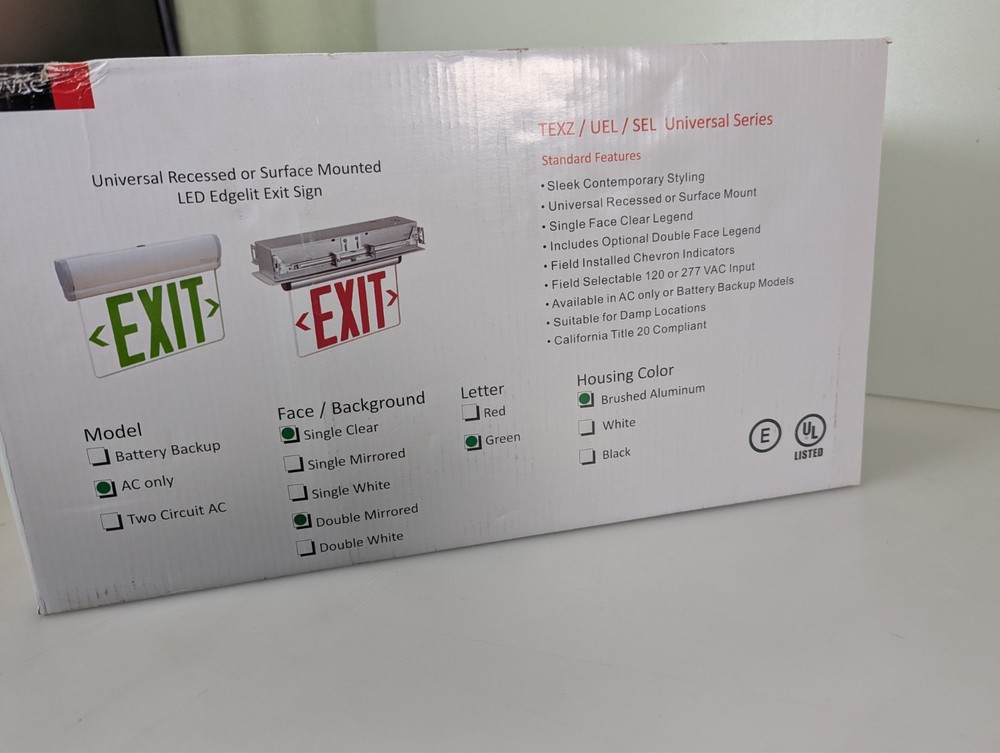 Universal Recessed or Surface Mounted
LED Edgelit Exit Sign
EXIT
EXIT
TEXZ / UEL / SEL Universal Series
Standard Features
• Sleek Contemporary Styling
• Universal Recessed or Surface Mount
• Single Face Clear Legend
• Includes Optional Double Face Legend
• Field Installed Chevron Indicators
• Field Selectable 120 or 277 VAC Input
• Available in AC only or Battery Backup Models
• Suitable for Damp Locations
• California Title 20 Compliant
Model
Battery Backup
AC only
Two Circuit AC
Face / Background
Single Clear
Single Mirrored
Single White
Double Mirrored
Double White
Letter
Red
Green
Housing Color
Brushed Aluminum
White
Black
E
UL
LISTED